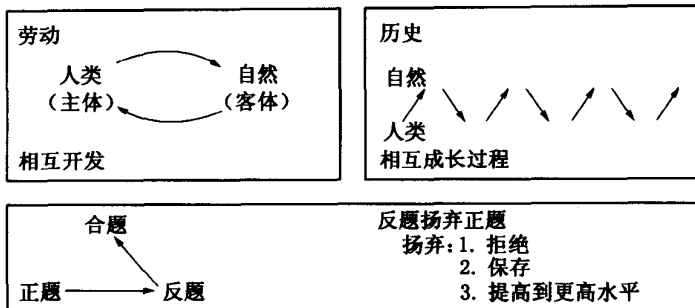 劳动
人类 自然
(主体) (客体)
相互开发
历史
自然
人类
相互成长过程
合题
正题 反题
反题扬弃正题
扬弃:1. 拒绝
2. 保存
3. 提高到更高水平